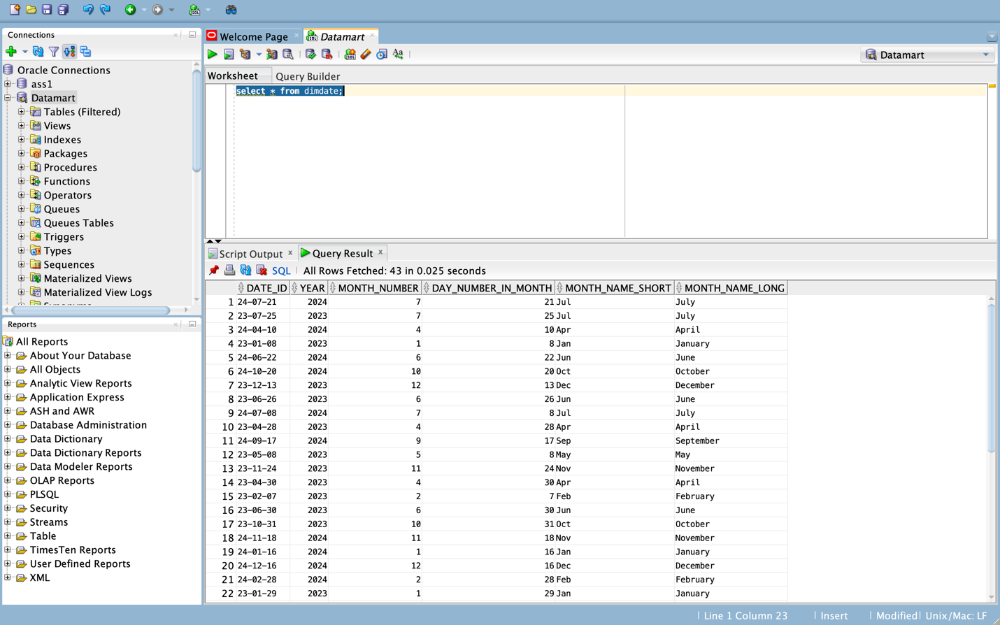 Connections
Oracle Connections
ass1
Datamart
Tables (Filtered)
Views
Indexes
Packages
Procedures
Functions
Operators
Queues
Queues Tables
Triggers
Types
Sequences
Materialized Views
Materialized View Logs
Reports
All Reports
About Your Database
All Objects
Analytic View Reports
Application Express
ASH and AWR
Database Administration
Data Dictionary
Data Dictionary Reports
Data Modeler Reports
OLAP Reports
PLSQL
Security
Streams
Table
TimesTen Reports
User Defined Reports
XML
Welcome Page Datamart
Datamart
Worksheet Query Builder
select * from dimdate;
Script Output Query Result
SQL All Rows Fetched: 43 in 0.025 seconds
DATE_ID YEAR MONTH_NUMBER DAY_NUMBER_IN_MONTH MONTH_NAME_SHORT MONTH_NAME_LONG
1 24-07-21 2024 7 21 Jul July
2 23-07-25 2023 7 25 Jul July
3 24-04-10 2024 4 10 Apr April
4 23-01-08 2023 1 8 Jan January
5 24-06-22 2024 6 22 Jun June
6 24-10-20 2024 10 20 Oct October
7 23-12-13 2023 12 13 Dec December
8 23-06-26 2023 6 26 Jun June
9 24-07-08 2024 7 8 Jul July
10 23-04-28 2023 4 28 Apr April
11 24-09-17 2024 9 17 Sep September
12 23-05-08 2023 5 8 May May
13 23-11-24 2023 11 24 Nov November
14 23-04-30 2023 4 30 Apr April
15 23-02-07 2023 2 7 Feb February
16 23-06-30 2023 6 30 Jun June
17 23-10-31 2023 10 31 Oct October
18 24-11-18 2024 11 18 Nov November
19 24-01-16 2024 1 16 Jan January
20 24-12-16 2024 12 16 Dec December
21 24-02-28 2024 2 28 Feb February
22 23-01-29 2023 1 29 Jan January
Line 1 Column 23 Insert Modified Unix/Mac: LF